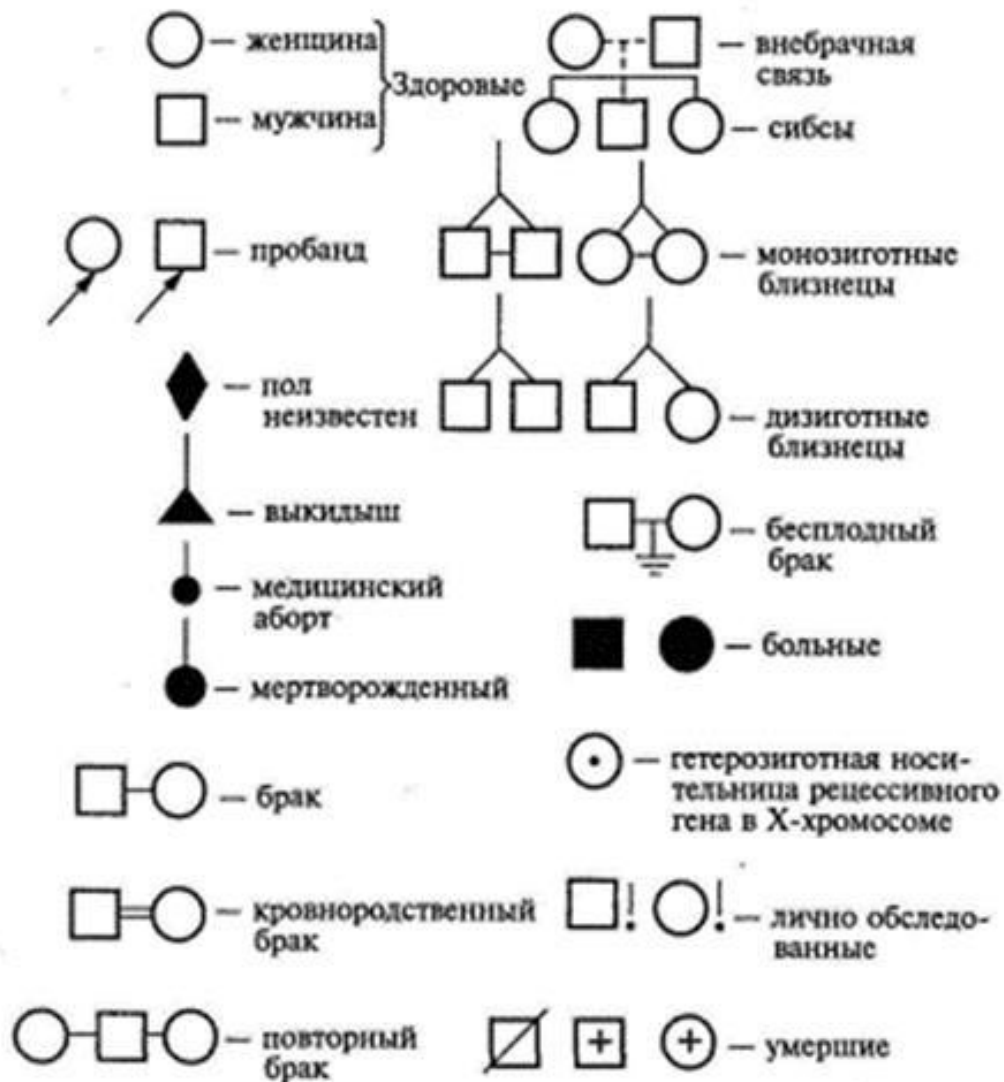 — женщина
— мужчина
Здоровые
— пробанд
— пол
неизвестен
— выкидыш
— медицинский
аборт
— мертворожденный
— брак
— кровнородственный
брак
— повторный
брак
— внебрачная
связь
— сибсы
— монозиготные
близнецы
— дизиготные
близнецы
— бесплодный
брак
— больные
— гетерозиготная носи-
тельница рецессивного
гена в X-хромосоме
! ! — лично обследо-
ванные
+ + — умершие